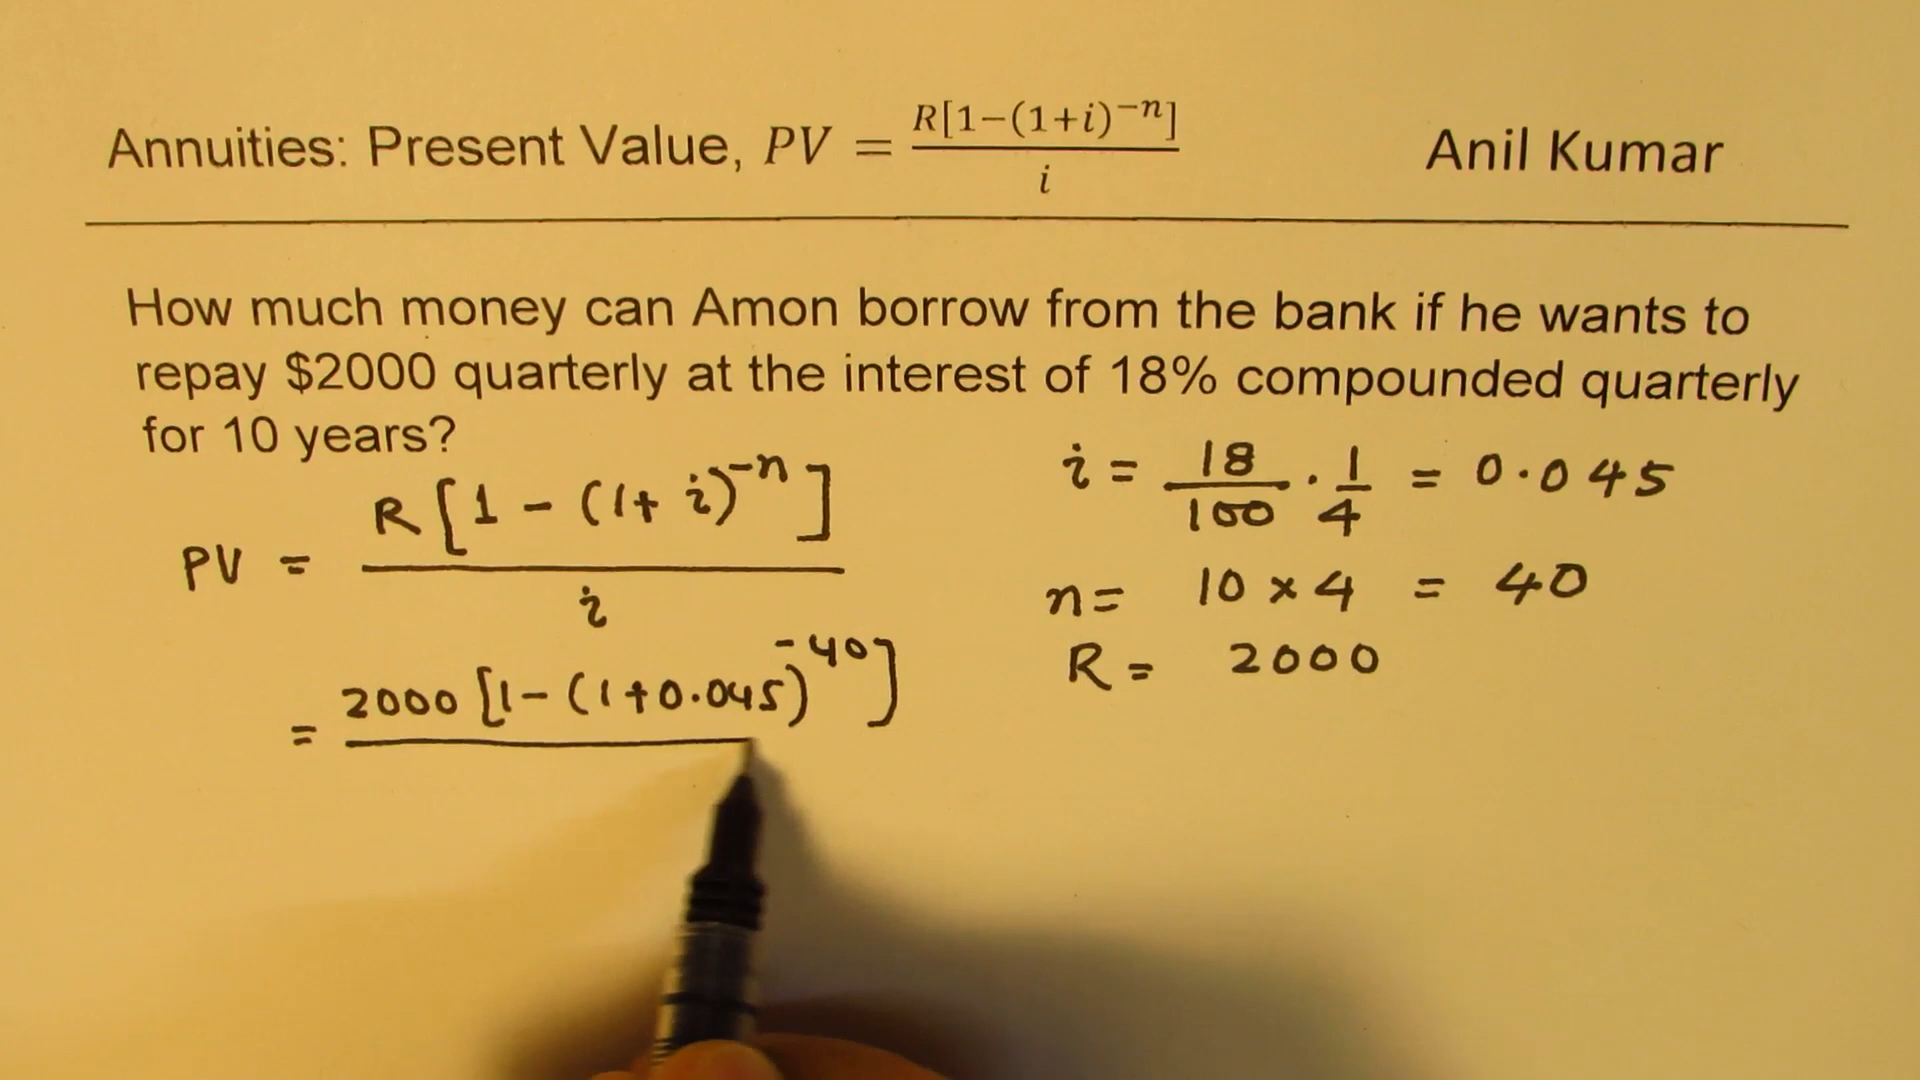 Annuities: Present Value, PV = R[1−(1+i)^−n] / i
Anil Kumar
How much money can Amon borrow from the bank if he wants to
repay $2000 quarterly at the interest of 18% compounded quarterly
for 10 years?
PV = R[1 - (1+ i)^-n] / i
= 2000 [1 - (1+0.045)^-40]
i = 18/100 · 1/4 = 0.045
n = 10 × 4 = 40
R = 2000